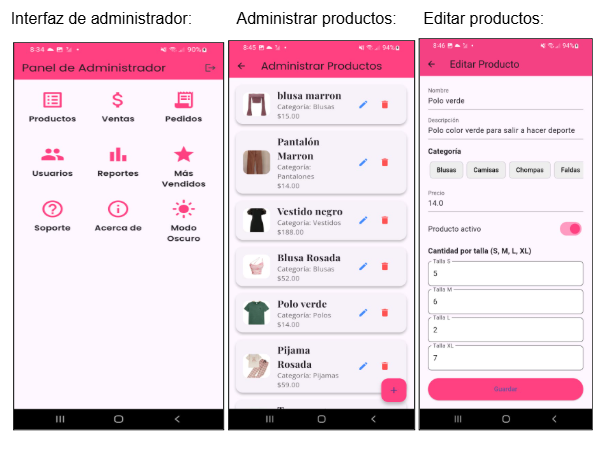 Interfaz de administrador:
Administrar productos:
Editar productos:
8:34
90%
Panel de Administrador
Productos
Ventas
Pedidos
Usuarios
Reportes
Más
Vendidos
Soporte
Acerca de
Modo
Oscuro
8:45
94%
Administrar Productos
blusa marron
Categoría: Blusas
$15.00
Pantalón
Marron
Categoría:
Pantalones
$14.00
Vestido negro
Categoría: Vestidos
$188.00
Blusa Rosada
Categoría: Blusas
$52.00
Polo verde
Categoría: Polos
$14.00
Pijama
Rosada
Categoría: Pijamas
$59.00
+
8:46
94%
Editar Producto
Nombre
Polo verde
Descripción
Polo color verde para salir a hacer deporte
Categoría
Blusas
Camisas
Chompas
Faldas
Precio
14.0
Producto activo
Cantidad por talla (S, M, L, XL)
Talla S
5
Talla M
6
Talla L
2
Talla XL
7
Guardar